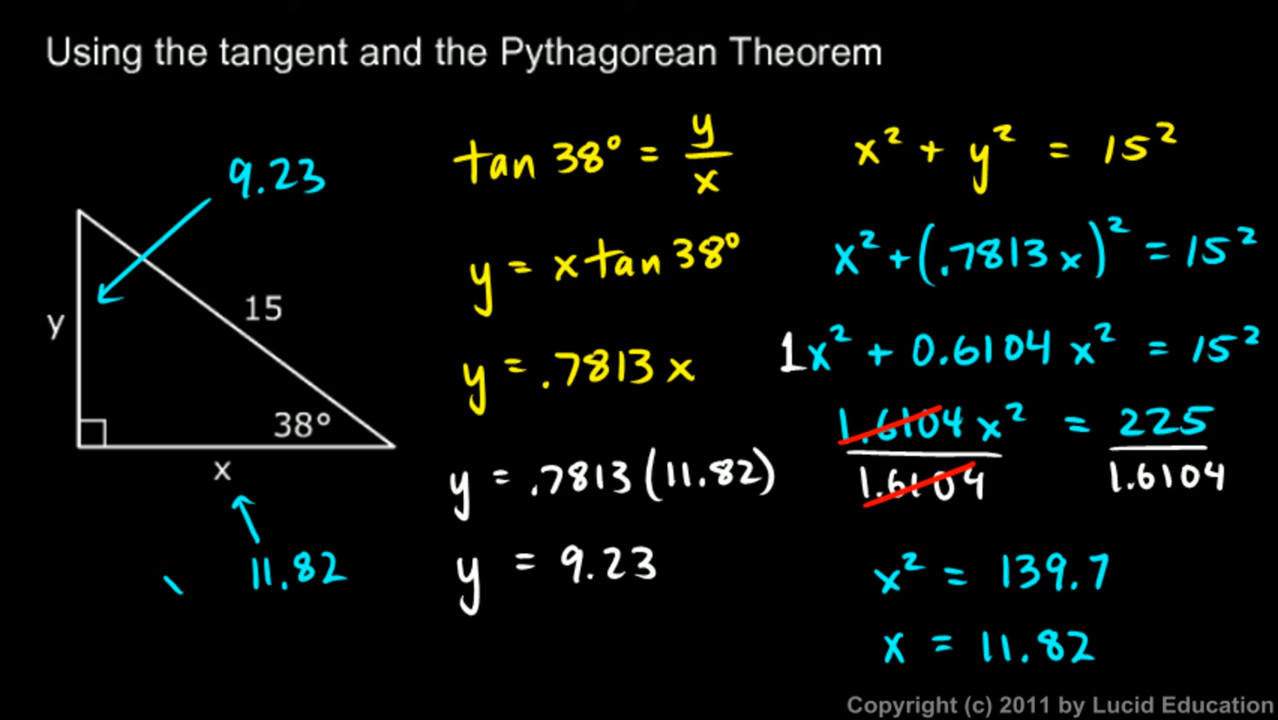 Using the tangent and the Pythagorean Theorem
9.23
y
15
38°
x
11.82
tan 38° = y/x
y = x tan 38°
y = .7813 x
y = .7813 (11.82)
y = 9.23
x² + y² = 15²
x² + (.7813 x)² = 15²
1x² + 0.6104 x² = 15²
1.6104 x² = 225
1.6104 1.6104
x² = 139.7
x = 11.82
Copyright (c) 2011 by Lucid Education